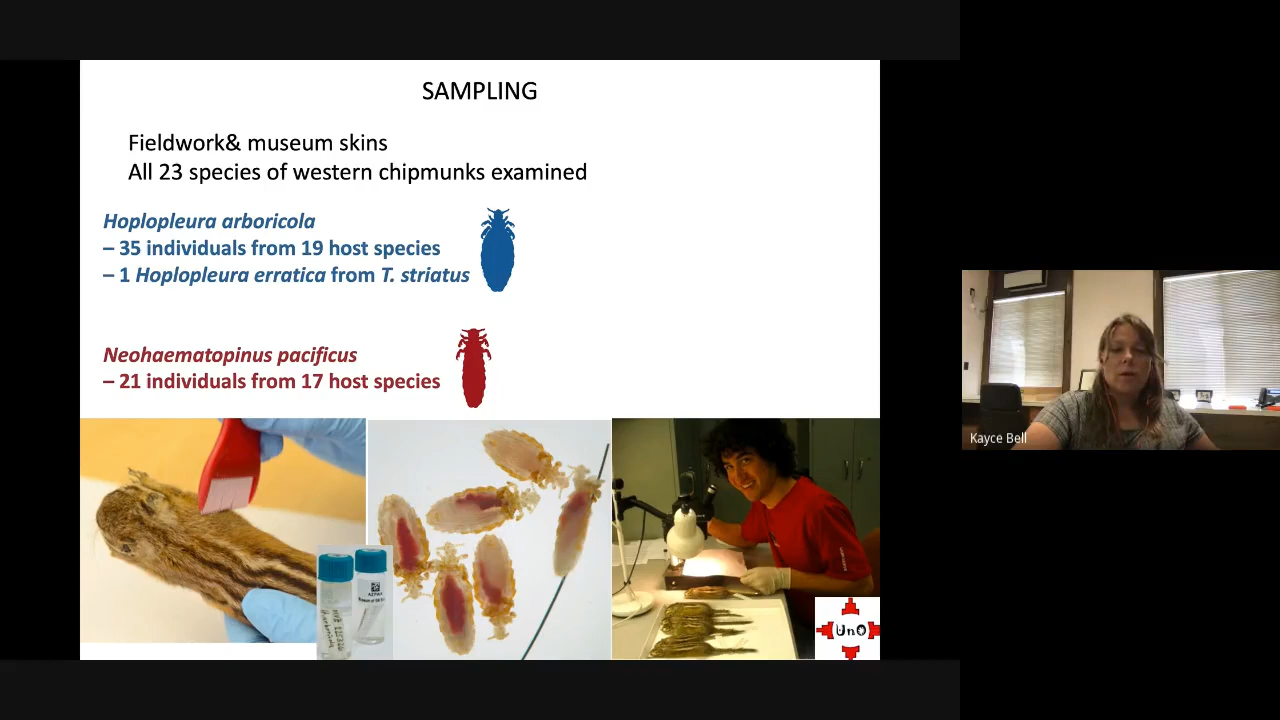 SAMPLING
Fieldwork& museum skins
All 23 species of western chipmunks examined
Hoplopleura arboricola
– 35 individuals from 19 host species
– 1 Hoplopleura erratica from T. striatus
Neohaematopinus pacificus
– 21 individuals from 17 host species
UnO
Kayce Bell